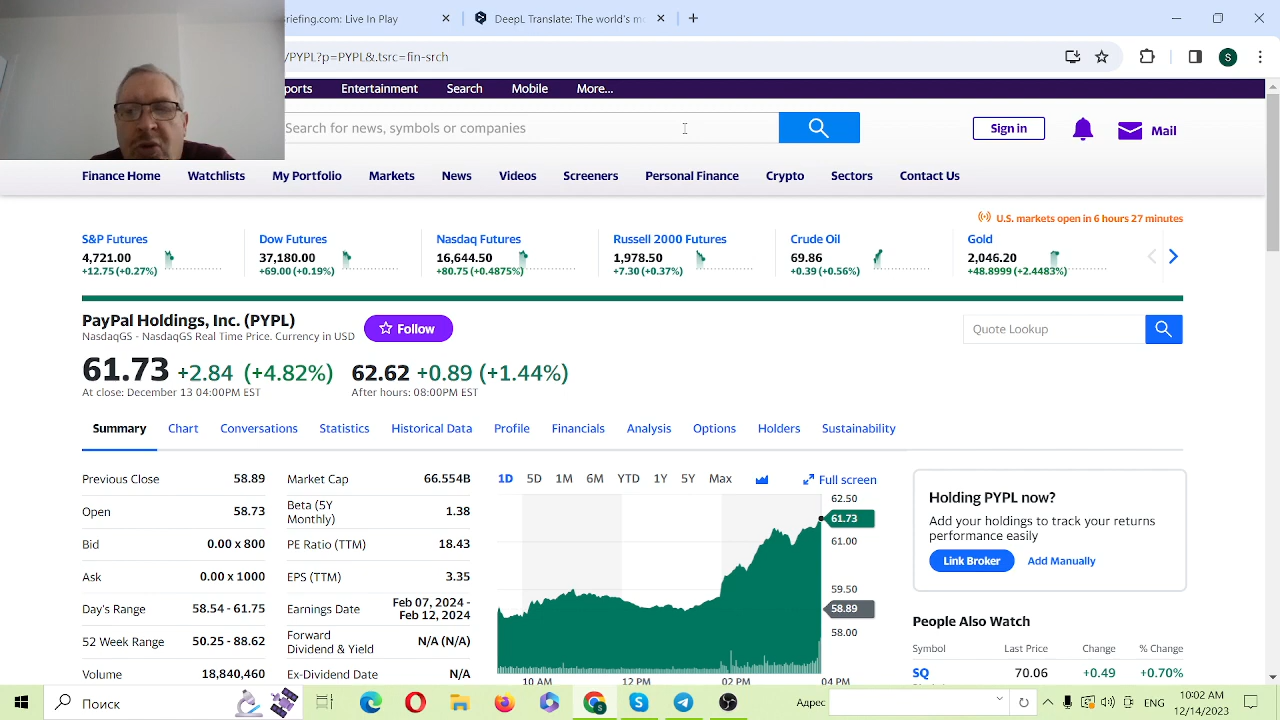 riefing.com: Live In Play
DeepL Translate: The world's m
/PYPL?p=PYPL&.tsrc=fin-srch
S
ports Entertainment Search Mobile More...
Search for news, symbols or companies
Sign in
Mail
Finance Home Watchlists My Portfolio Markets News Videos Screeners Personal Finance Crypto Sectors Contact Us
U.S. markets open in 6 hours 27 minutes
S&P Futures Dow Futures Nasdaq Futures Russell 2000 Futures Crude Oil Gold
4,721.00 37,180.00 16,644.50 1,978.50 69.86 2,046.20
+12.75 (+0.27%) +69.00 (+0.19%) +80.75 (+0.4875%) +7.30 (+0.37%) +0.39 (+0.56%) +48.8999 (+2.4483%)
PayPal Holdings, Inc. (PYPL)
Follow
NasdaqGS - NasdaqGS Real Time Price. Currency in USD
Quote Lookup
61.73 +2.84 (+4.82%) 62.62 +0.89 (+1.44%)
At close: December 13 04:00PM EST After hours: 08:00PM EST
Summary Chart Conversations Statistics Historical Data Profile Financials Analysis Options Holders Sustainability
Previous Close 58.89
Open 58.73
Bid 0.00 x 800
Ask 0.00 x 1000
Day's Range 58.54 - 61.75
52 Week Range 50.25 - 88.62
Volume 18,840,460
Market Cap 66.554B
Beta (5Y
Monthly) 1.38
PE Ratio (TTM) 18.43
EPS (TTM) 3.35
Earnings Date Feb 07, 2024 -
Feb 12, 2024
Forward
Dividend & Yield N/A (N/A)
Ex-Dividend Date N/A
1D 5D 1M 6M YTD 1Y 5Y Max Full screen
62.50
61.73
61.00
59.50
58.89
58.00
10 AM 12 PM 02 PM 04 PM
Holding PYPL now?
Add your holdings to track your returns
performance easily
Link Broker Add Manually
People Also Watch
Symbol Last Price Change % Change
SQ 70.06 +0.49 +0.70%
Поиск
Адрес
10:02 AM
12/14/2023